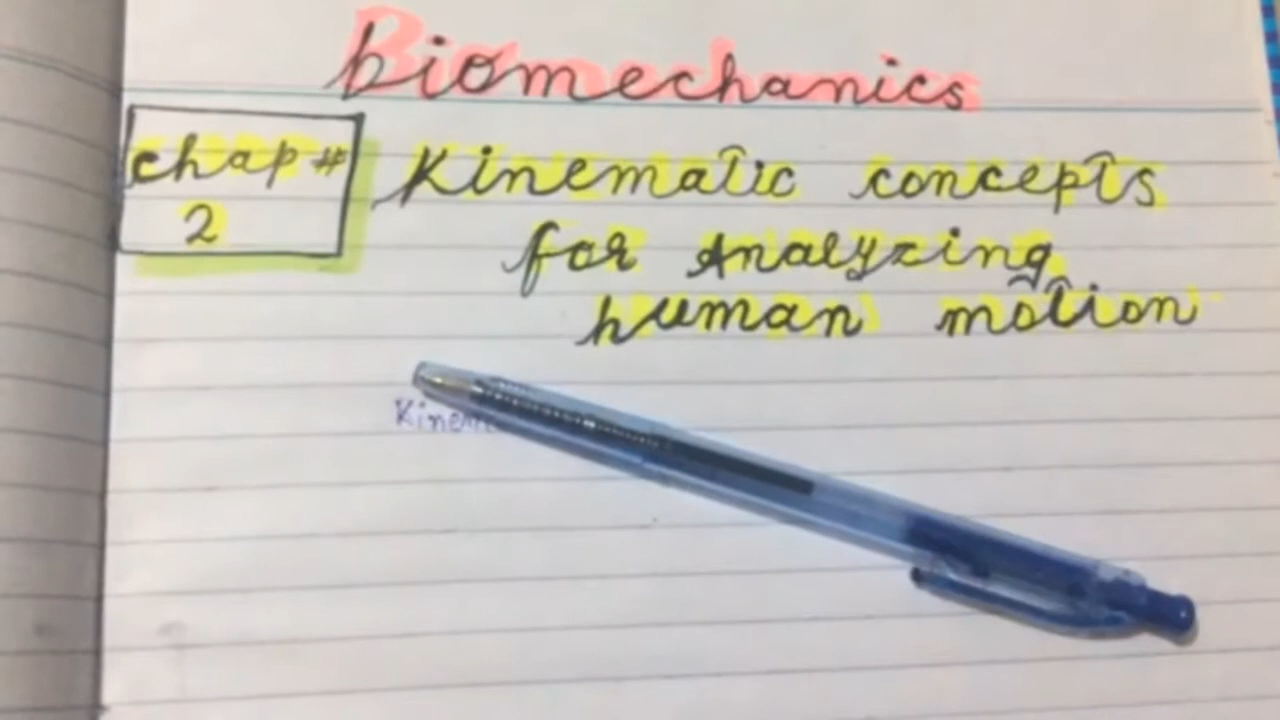 Biomechanics
chap #
2
Kinematic concepts
for Analyzing
human motion